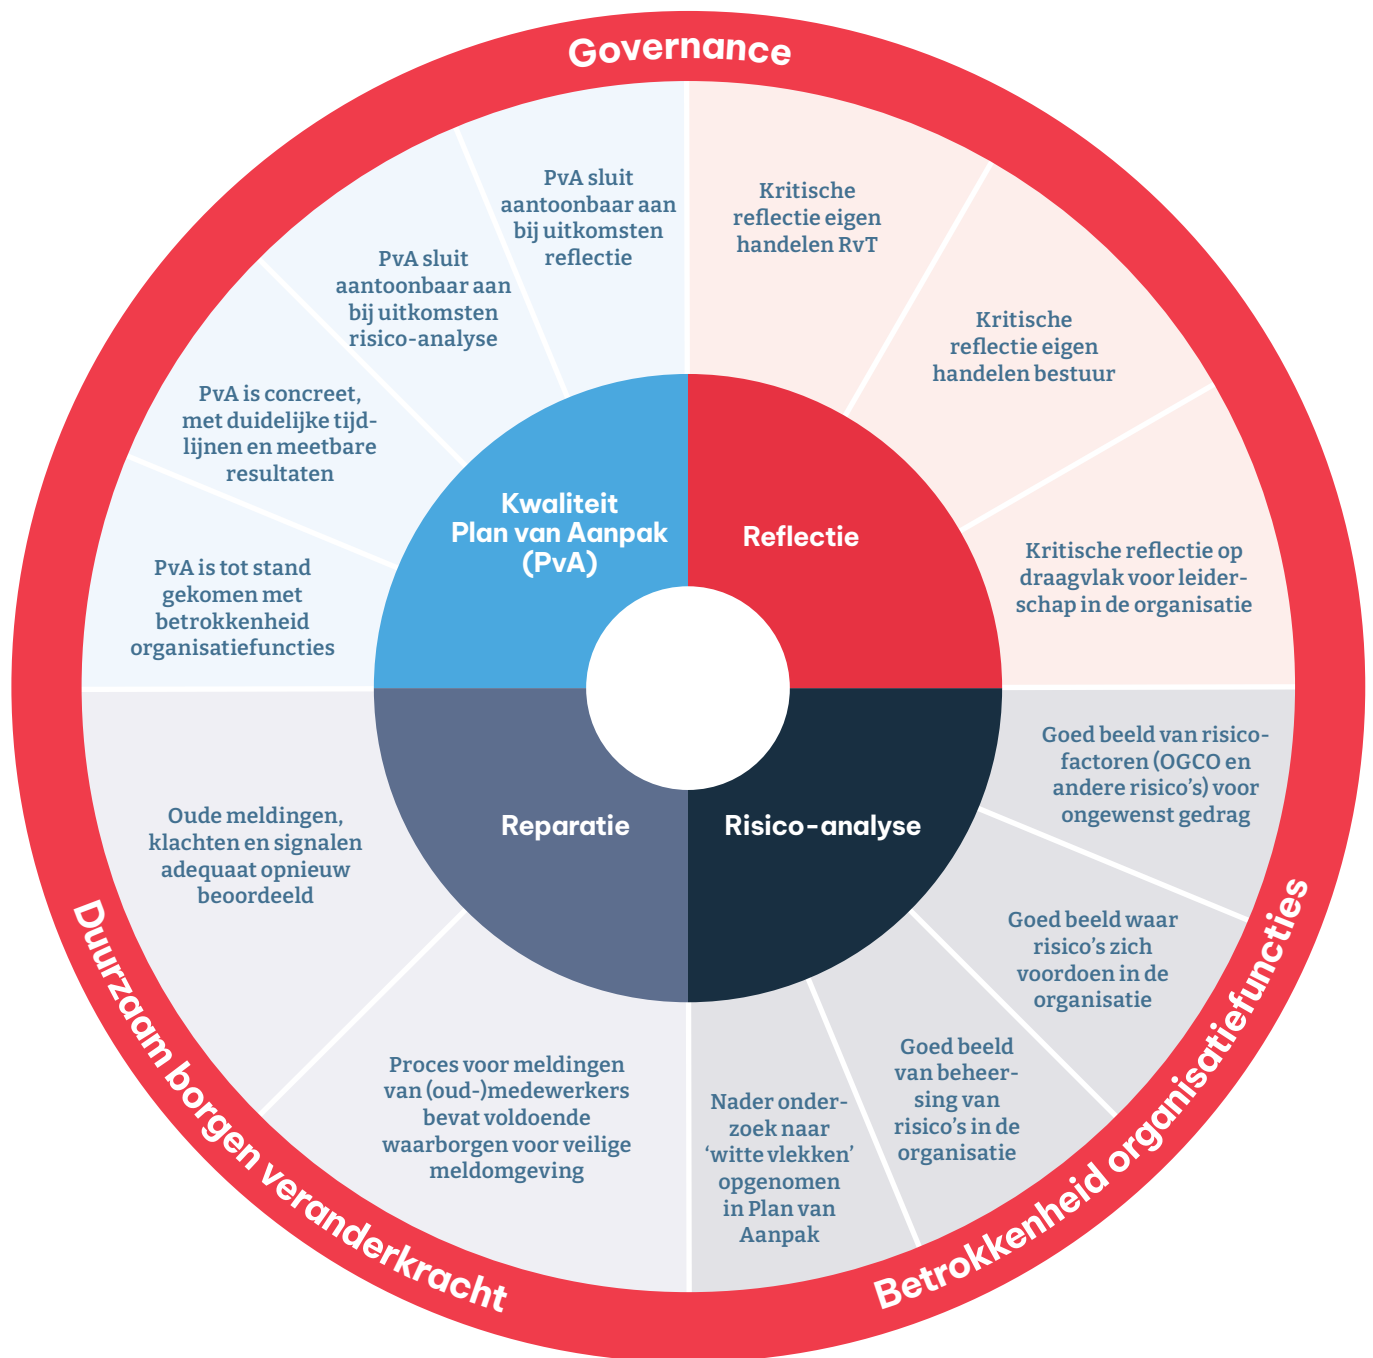 Governance
PvA sluit
aantoonbaar aan
bij uitkomsten
reflectie
Kritische
reflectie eigen
handelen RvT
PvA sluit
aantoonbaar aan
bij uitkomsten
risico-analyse
Kritische
reflectie eigen
handelen bestuur
PvA is concreet,
met duidelijke tijd-
lijnen en meetbare
resultaten
Kwaliteit
Plan van Aanpak
(PvA)
Reflectie
Kritische reflectie op
draagvlak voor leider-
schap in de organisatie
PvA is tot stand
gekomen met
betrokkenheid
organisatiefuncties
Goed beeld van risico-
factoren (OGCO en
andere risico's) voor
ongewenst gedrag
Oude meldingen,
klachten en signalen
adequaat opnieuw
beoordeeld
Reparatie
Risico-analyse
Goed beeld waar
risico's zich
voordoen in de
organisatie
Goed beeld
van beheer-
sing van
risico's in de
organisatie
Proces voor meldingen
van (oud-)medewerkers
bevat voldoende
waarborgen voor veilige
meldomgeving
Nader onder-
zoek naar
‘witte vlekken’
opgenomen
in Plan van
Aanpak
Duurzaam borgen veranderkracht
Betrokkenheid organisatiefuncties